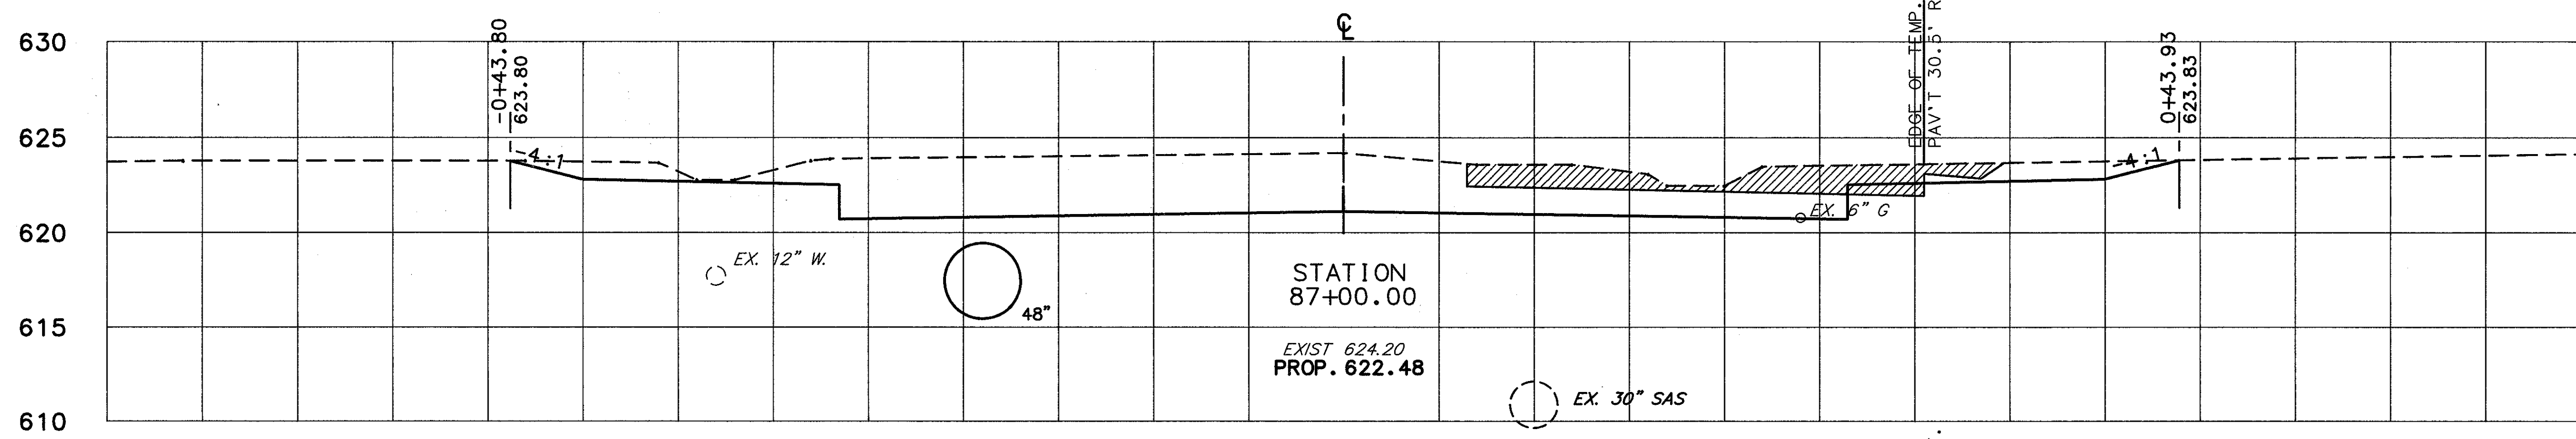 ℄
630
625
620
615
610
-0+43.80
623.80
4:1
EX. 12" W.
48"
STATION
87+00.00
EXIST 624.20
PROP. 622.48
EX. 30" SAS
EX. 6" G
EDGE OF TEMP.
PAV'T 30.5' R
4:1
0+43.93
623.83